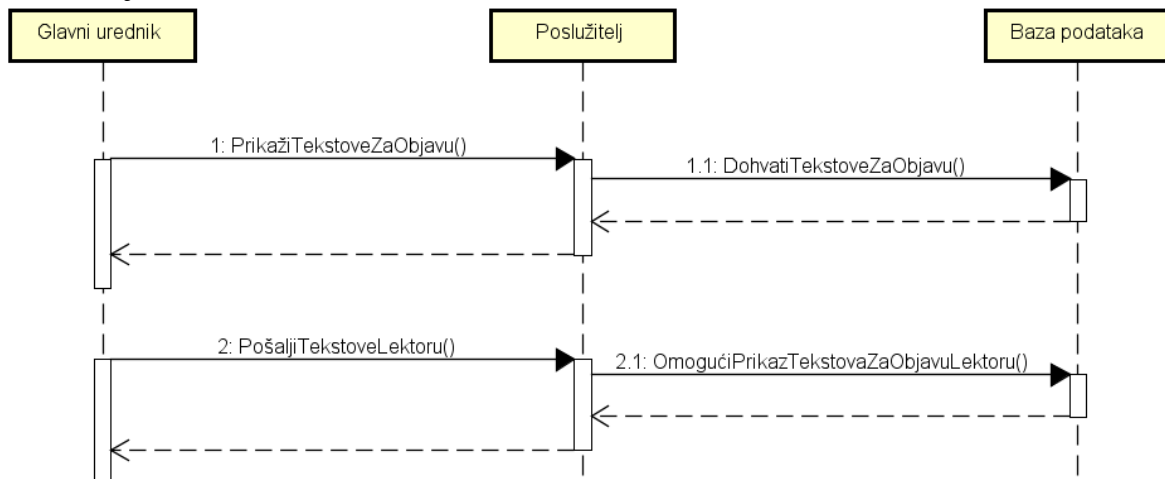 Glavni urednik
Poslužitelj
Baza podataka
1: PrikažiTekstoveZaObjavu()
1.1: DohvatiTekstoveZaObjavu()
2: PošaljiTekstoveLektoru()
2.1: OmogućiPrikazTekstovaZaObjavuLektoru()